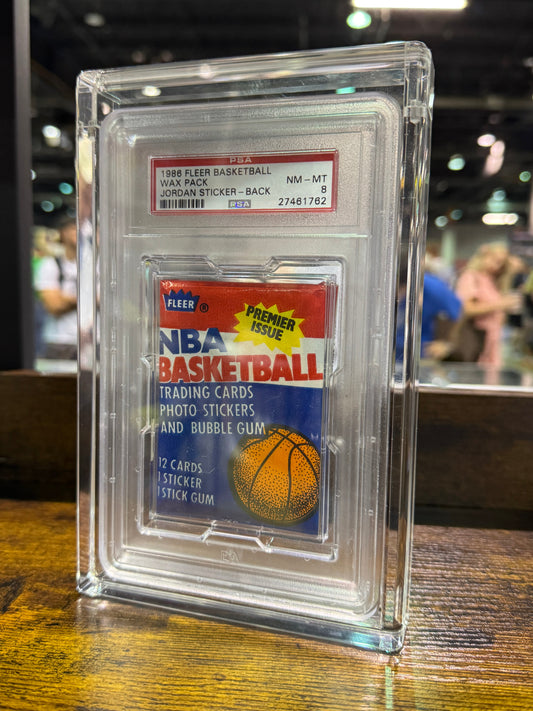 PSA
1986 FLEER BASKETBALL
WAX PACK NM - MT
JORDAN STICKER - BACK 8
PSA 27461762
FLEER ®
PREMIER
ISSUE
NBA
BASKETBALL
TRADING CARDS
PHOTO STICKERS
AND BUBBLE GUM
12 CARDS
1 STICKER
1 STICK GUM